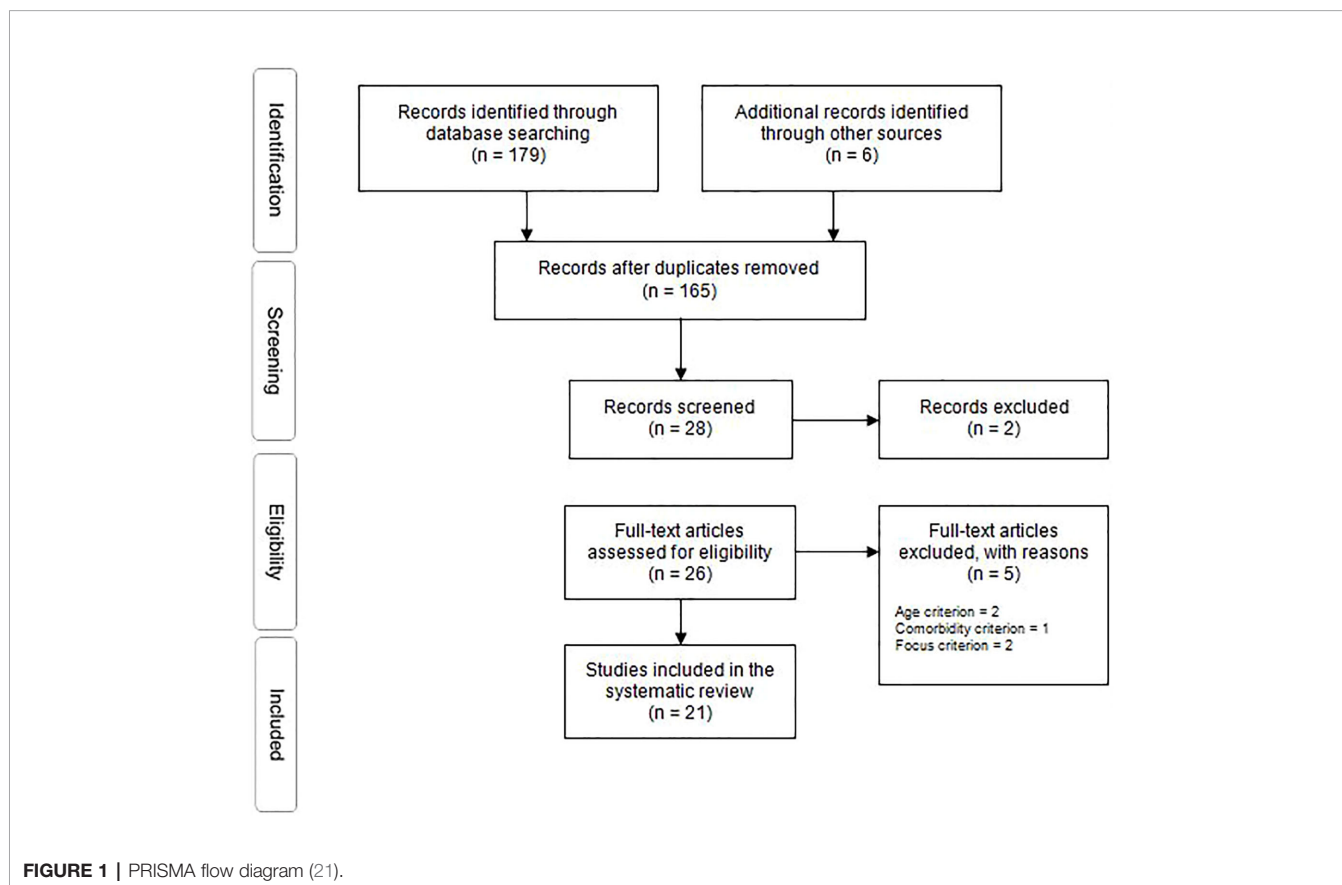 Identification
Records identified through
database searching
(n = 179)
Additional records identified
through other sources
(n = 6)
Records after duplicates removed
(n = 165)
Screening
Records screened
(n = 28)
Records excluded
(n = 2)
Eligibility
Full-text articles
assessed for eligibility
(n = 26)
Full-text articles
excluded, with reasons
(n = 5)
Age criterion = 2
Comorbidity criterion = 1
Focus criterion = 2
Included
Studies included in the
systematic review
(n = 21)
FIGURE 1 | PRISMA flow diagram (21).